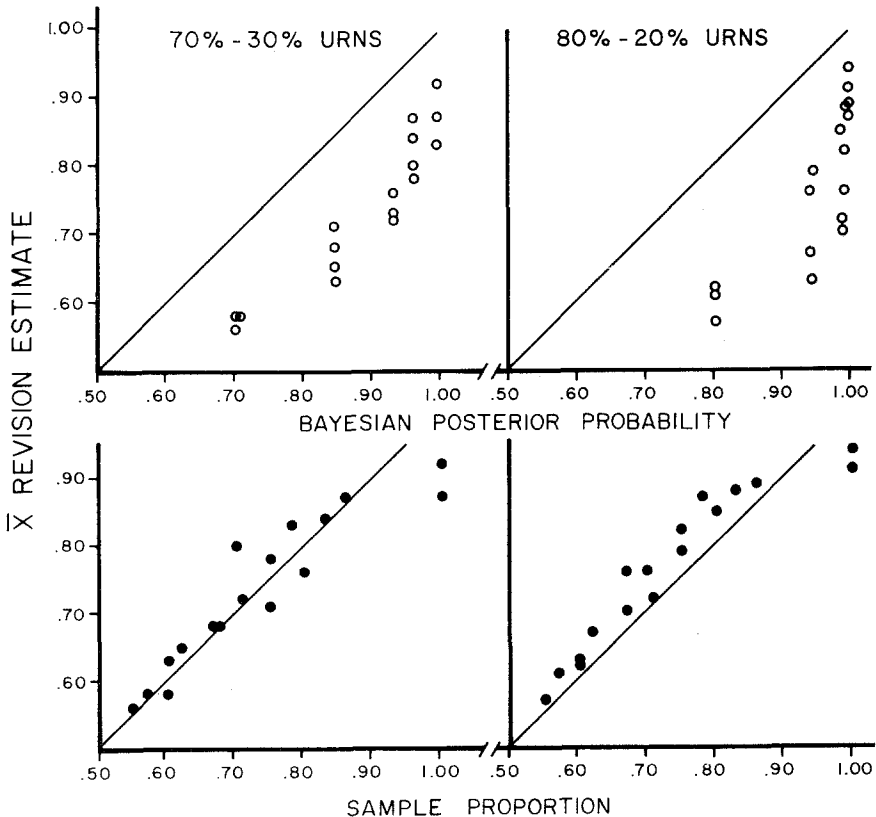 70%-30% URNS
80%-20% URNS
X̄ REVISION ESTIMATE
1.00
.90
.80
.70
.60
.50 .60 .70 .80 .90 1.00
.50 .60 .70 .80 .90 1.00
BAYESIAN POSTERIOR PROBABILITY
.90
.80
.70
.60
.50 .60 .70 .80 .90 1.00
.50 .60 .70 .80 .90 1.00
SAMPLE PROPORTION